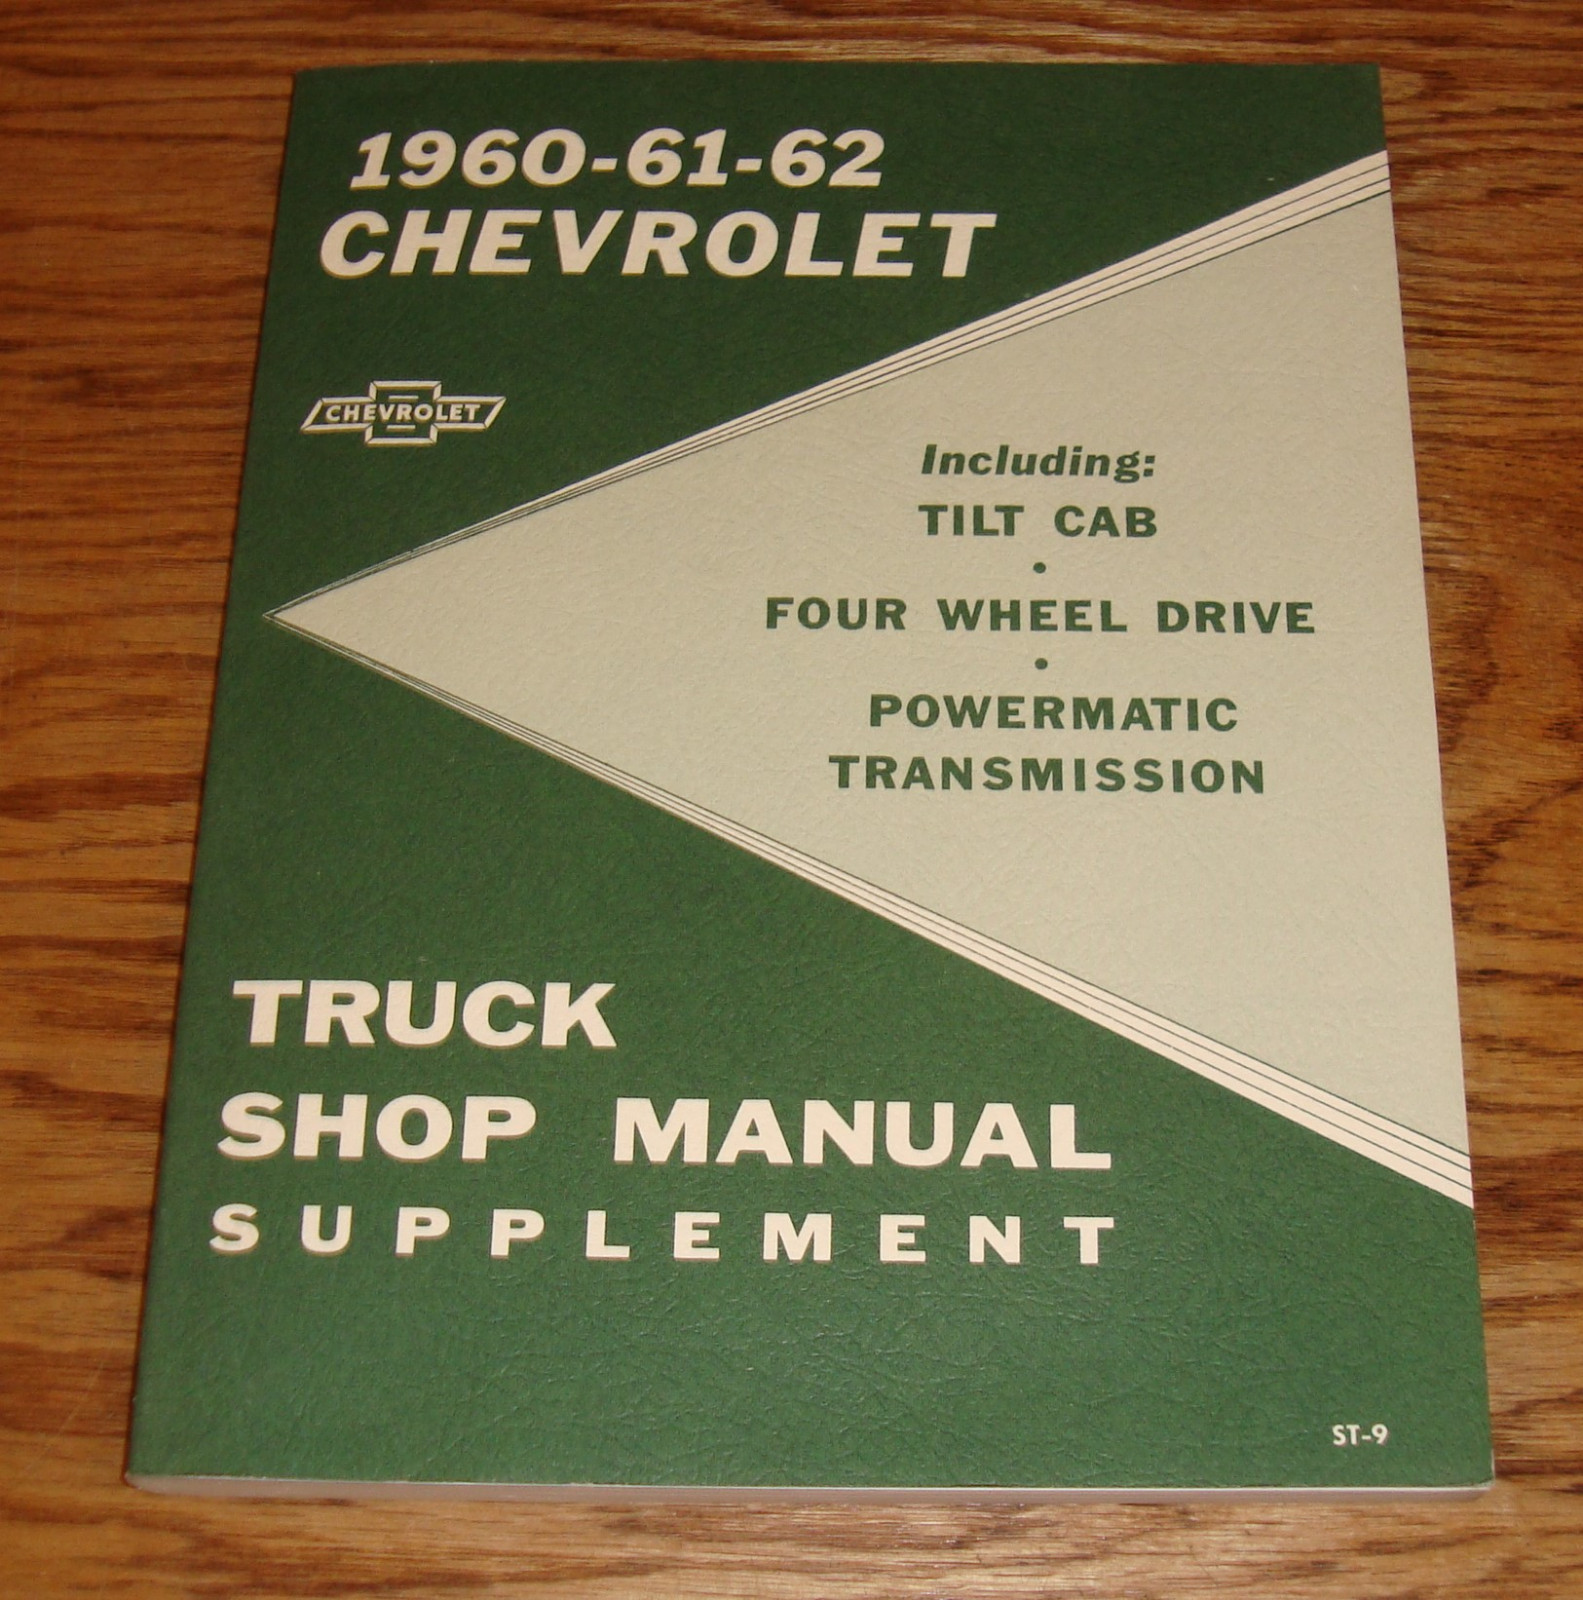 1960-61-62
CHEVROLET
CHEVROLET
Including:
TILT CAB
•
FOUR WHEEL DRIVE
•
POWERMATIC
TRANSMISSION
TRUCK
SHOP MANUAL
SUPPLEMENT
ST-9